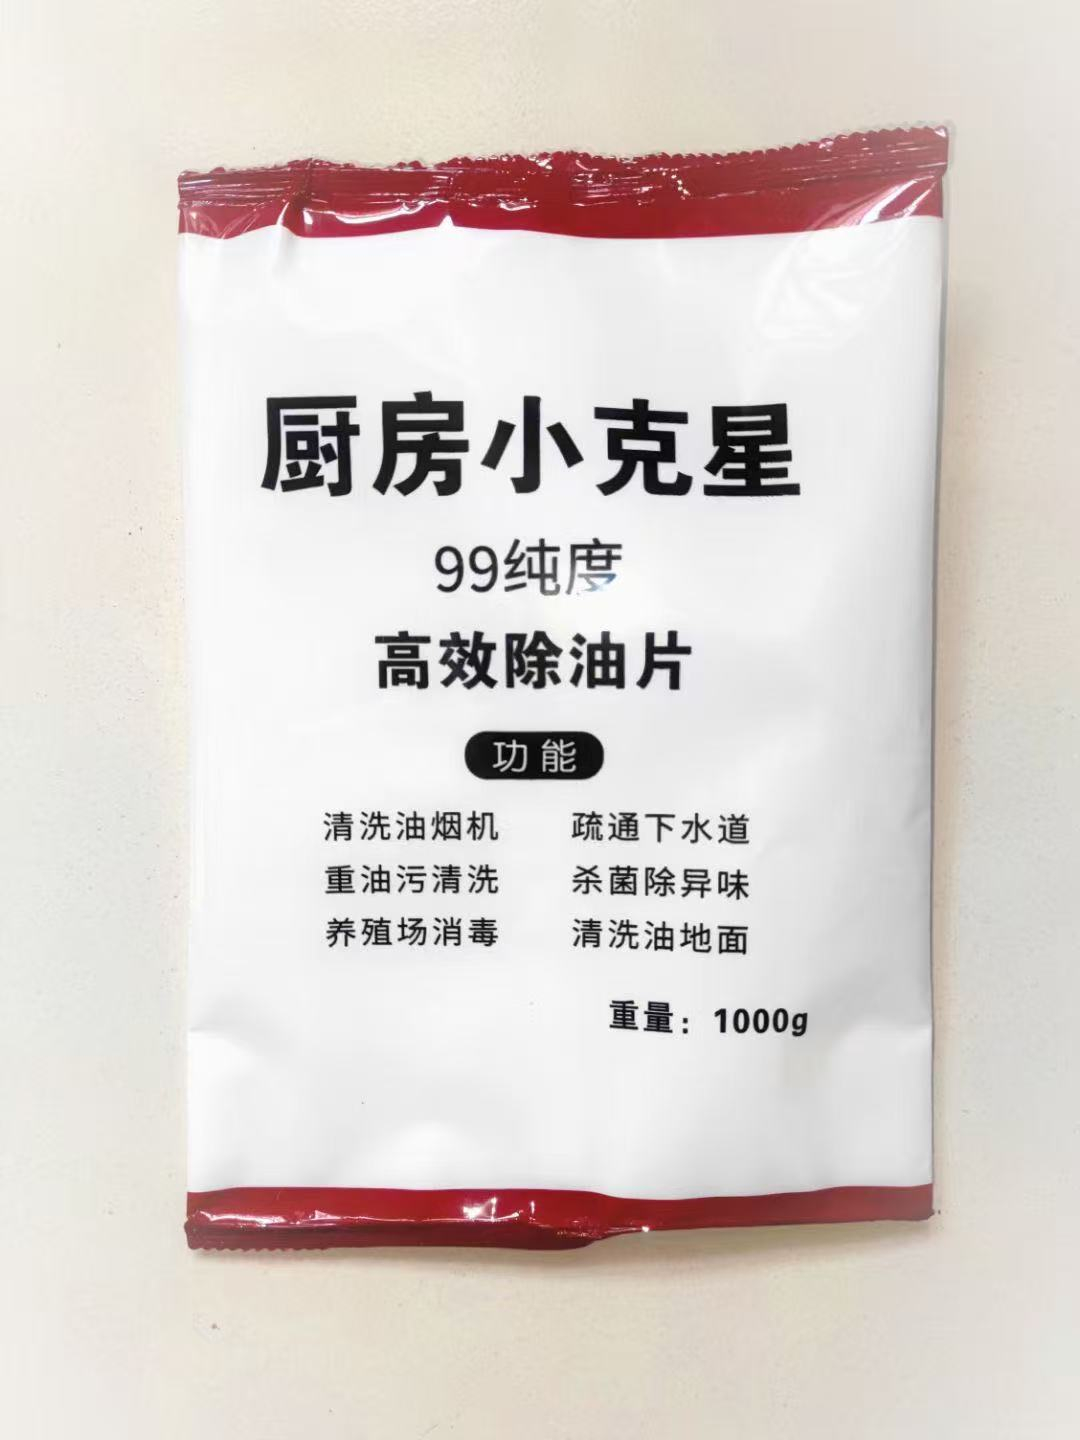 厨房小克星
99纯度
高效除油片
功能
清洗油烟机 疏通下水道
重油污清洗 杀菌除异味
养殖场消毒 清洗油地面
重量：1000g